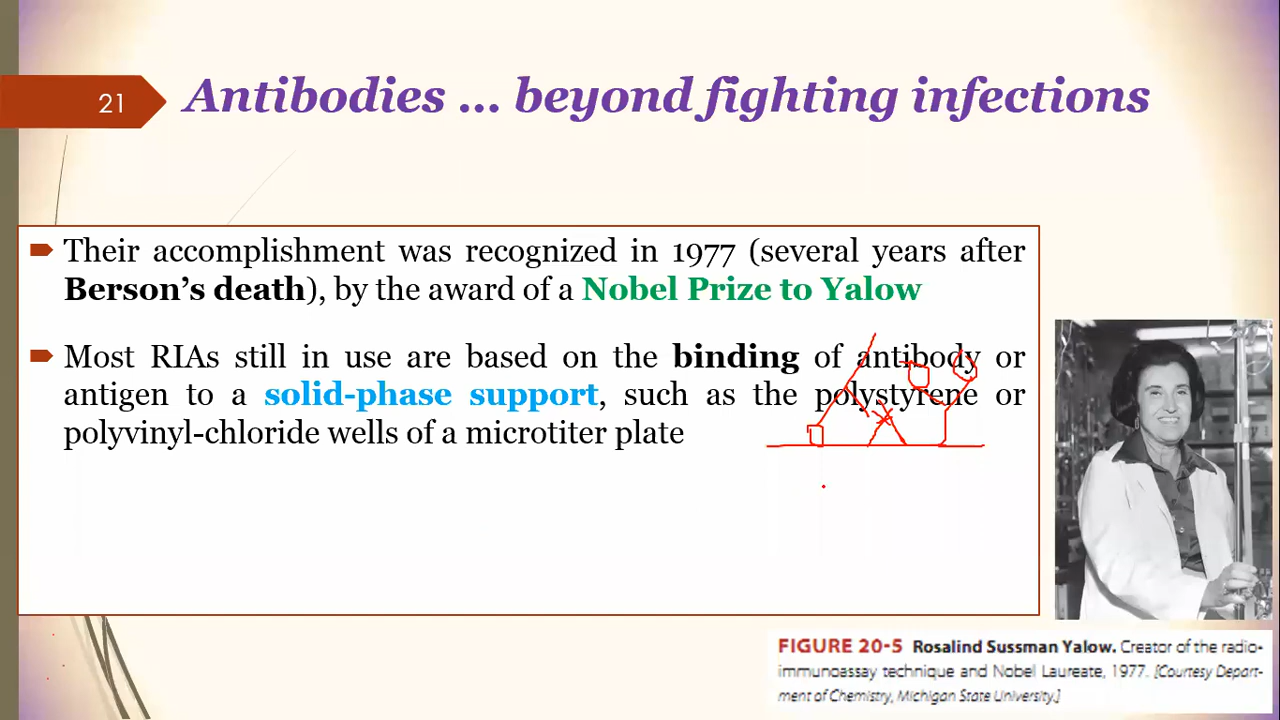 21
Antibodies ... beyond fighting infections
Their accomplishment was recognized in 1977 (several years after
Berson's death), by the award of a Nobel Prize to Yalow
Most RIAs still in use are based on the binding of antibody or
antigen to a solid-phase support, such as the polystyrene or
polyvinyl-chloride wells of a microtiter plate
FIGURE 20-5 Rosalind Sussman Yalow. Creator of the radio-
immunoassay technique and Nobel Laureate, 1977. [Courtesy Depart-
ment of Chemistry, Michigan State University.]